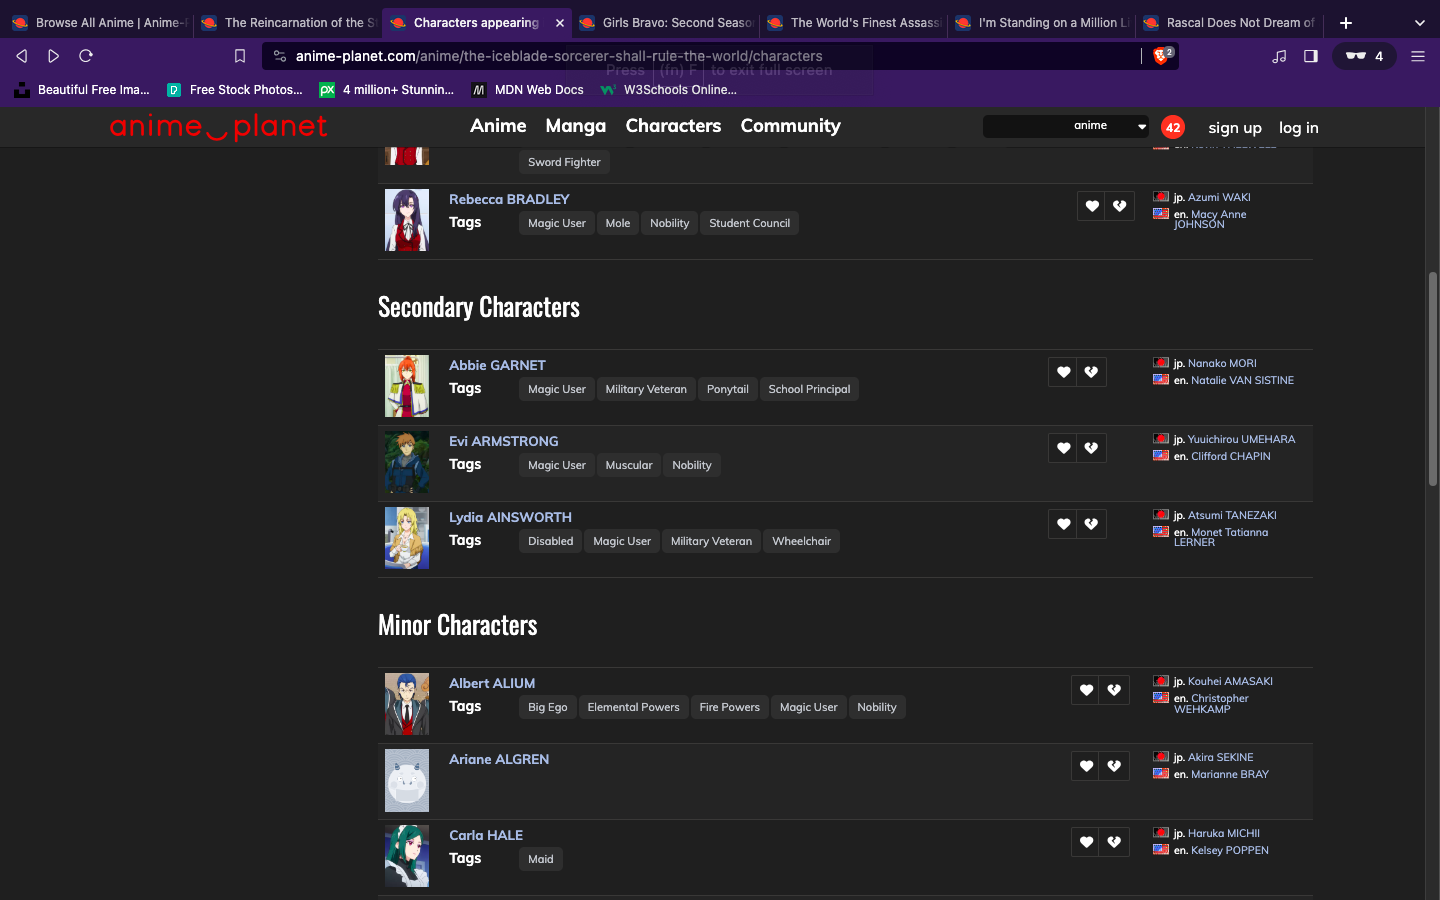 Browse All Anime | Anime-P
The Reincarnation of the S
Characters appearing
Girls Bravo: Second Seaso
The World's Finest Assassi
I'm Standing on a Million Li
Rascal Does Not Dream of
anime-planet.com/anime/the-iceblade-sorcerer-shall-rule-the-world/characters
2
4
Press (fn) F to exit full screen
Beautiful Free Ima...
Free Stock Photos...
4 million+ Stunnin...
MDN Web Docs
W3Schools Online...
anime planet
Anime Manga Characters Community
anime
42
sign up
log in
Sword Fighter
Rebecca BRADLEY
Tags Magic User Mole Nobility Student Council
jp. Azumi WAKI
en. Macy Anne
JOHNSON
Secondary Characters
Abbie GARNET
Tags Magic User Military Veteran Ponytail School Principal
jp. Nanako MORI
en. Natalie VAN SISTINE
Evi ARMSTRONG
Tags Magic User Muscular Nobility
jp. Yuuichirou UMEHARA
en. Clifford CHAPIN
Lydia AINSWORTH
Tags Disabled Magic User Military Veteran Wheelchair
jp. Atsumi TANEZAKI
en. Monet Tatianna
LERNER
Minor Characters
Albert ALIUM
Tags Big Ego Elemental Powers Fire Powers Magic User Nobility
jp. Kouhei AMASAKI
en. Christopher
WEHKAMP
Ariane ALGREN
jp. Akira SEKINE
en. Marianne BRAY
Carla HALE
Tags Maid
jp. Haruka MICHII
en. Kelsey POPPEN